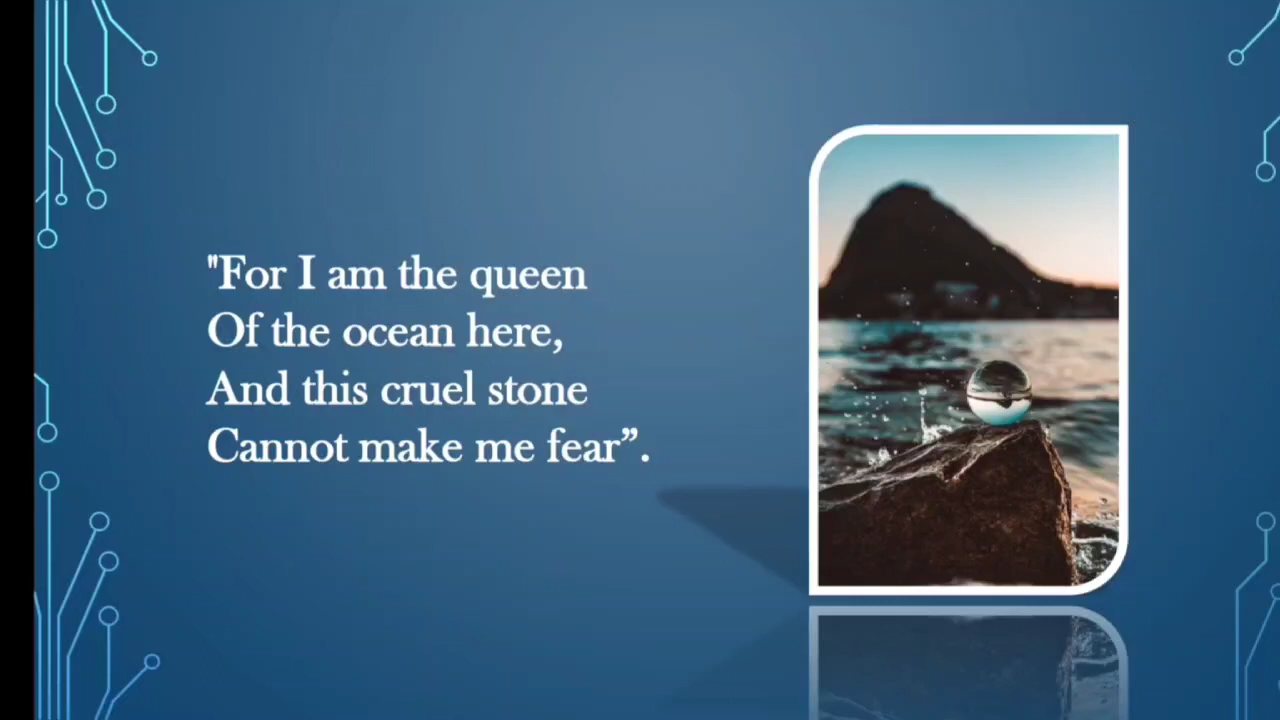 "For I am the queen
Of the ocean here,
And this cruel stone
Cannot make me fear”.